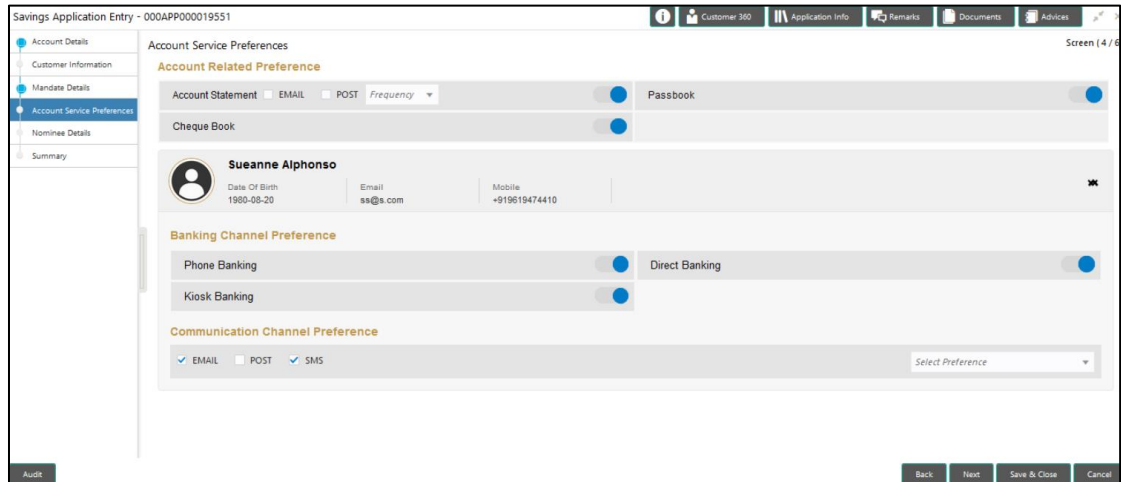 Savings Application Entry - 000APP000019551
Customer 360
Application Info
Remarks
Documents
Advices
Account Details
Customer Information
Mandate Details
Account Service Preferences
Nominee Details
Summary
Account Service Preferences
Screen ( 4 / 6
Account Related Preference
Account Statement EMAIL POST Frequency
Passbook
Cheque Book
Sueanne Alphonso
Date Of Birth Email Mobile
1980-08-20 ss@s.com +919619474410
Banking Channel Preference
Phone Banking
Direct Banking
Kiosk Banking
Communication Channel Preference
EMAIL POST SMS
Select Preference
Audit
Back
Next
Save & Close
Cancel